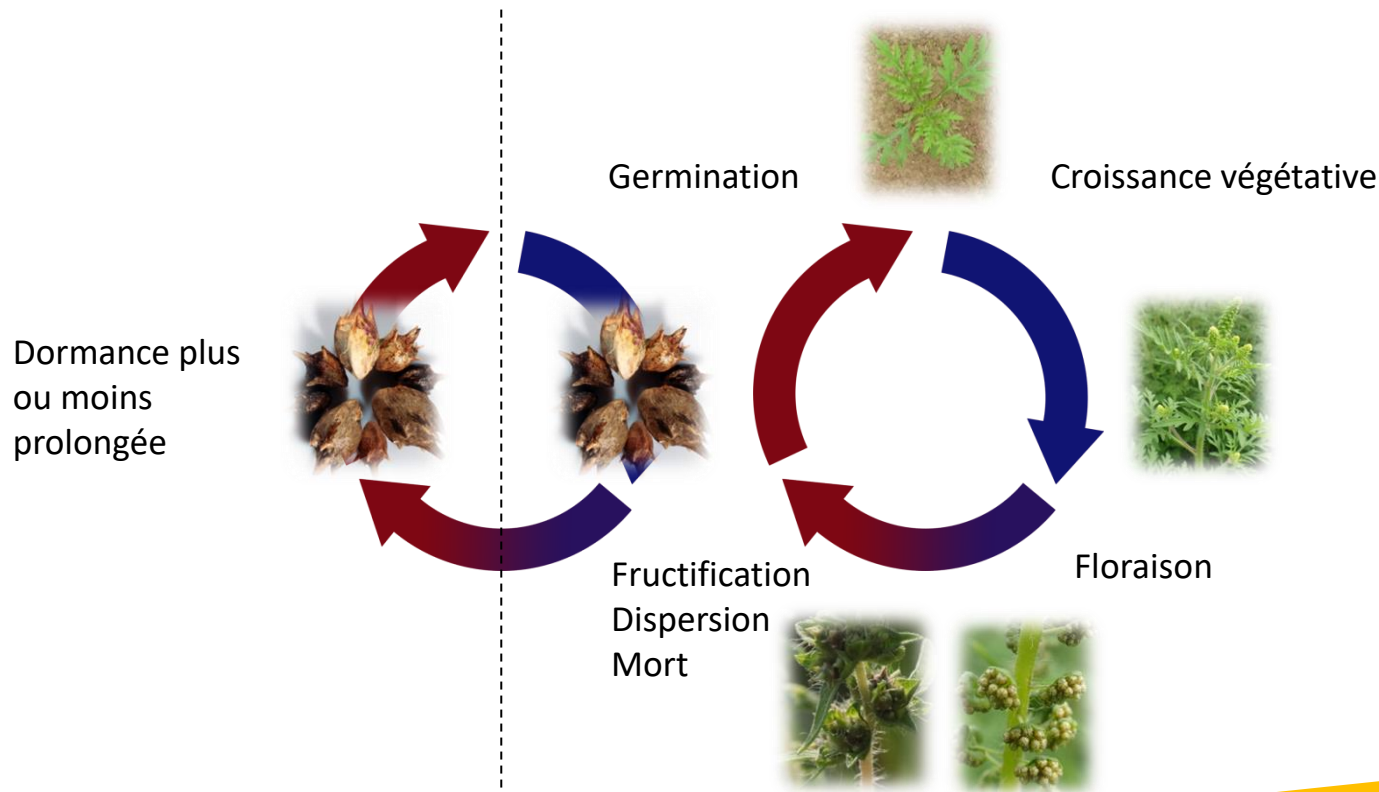 Germination
Croissance végétative
Dormance plus
ou moins
prolongée
Fructification
Dispersion
Mort
Floraison